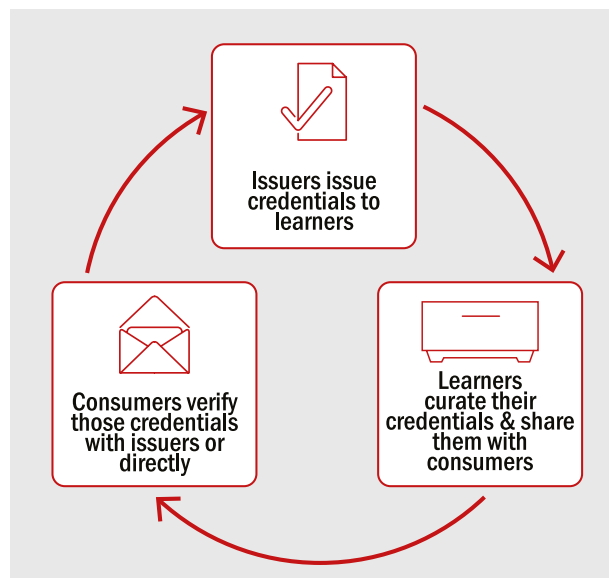 Issuers issue
credentials to
learners
Learners
curate their
credentials & share
them with
consumers
Consumers verify
those credentials
with issuers or
directly